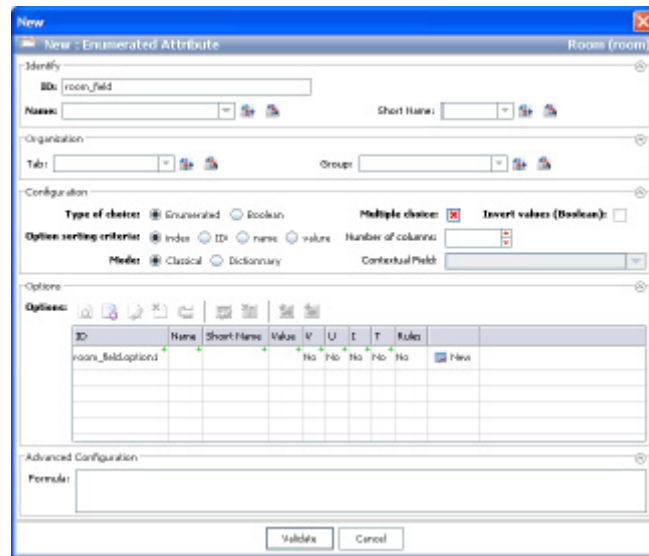 New
New : Enumerated Attribute Room (room)
Identify
ID: room_field
Name: Short Name:
Organization
Tab: Group:
Configuration
Type of choice: Enumerated Boolean Multiple choice: Invert values (Boolean):
Option sorting criteria: Index ID name value Number of columns:
Mode: Classical Dictionnary Contextual Field:
Options
Options:
ID Name Short Name Value V U E T Rules
room_field.option1 No No No No No New
Advanced Configuration
Formula:
Validate Cancel